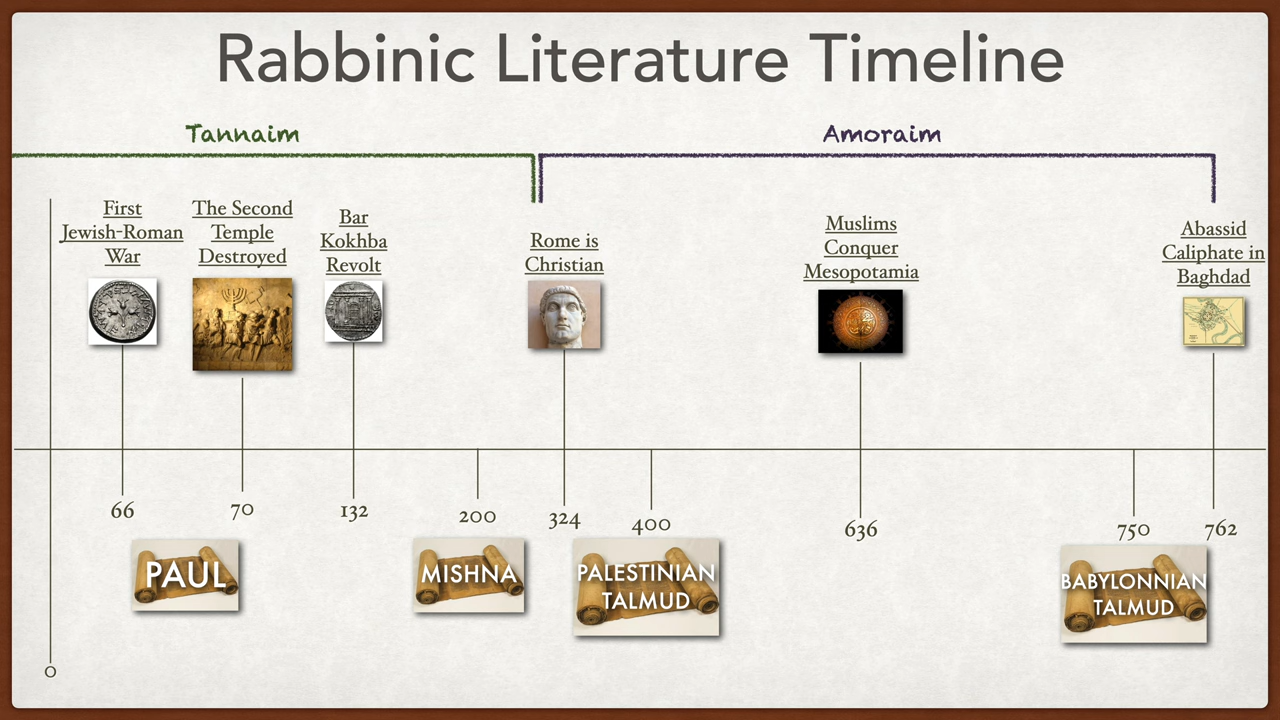 Rabbinic Literature Timeline
Tannaim
Amoraim
First
Jewish-Roman
War
The Second
Temple
Destroyed
Bar
Kokhba
Revolt
Rome is
Christian
Muslims
Conquer
Mesopotamia
Abassid
Caliphate in
Baghdad
66
70
132
200
324
400
636
750
762
PAUL
MISHNA
PALESTINIAN
TALMUD
BABYLONNIAN
TALMUD
0